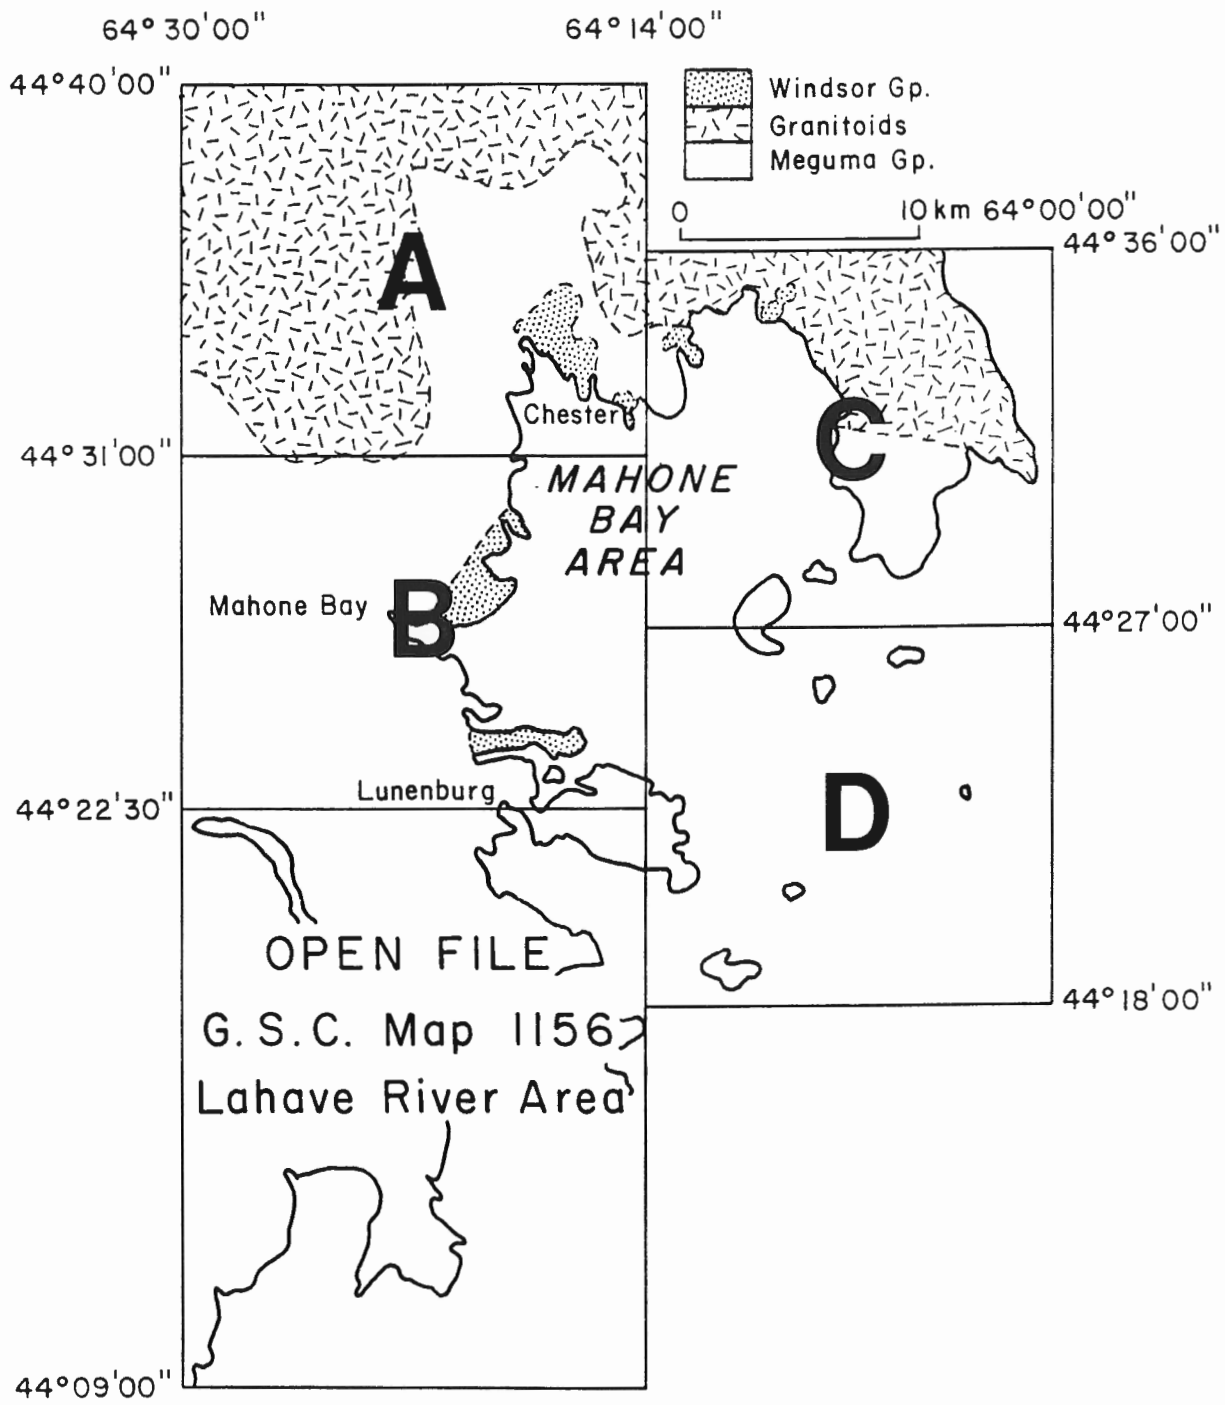 64°30'00" 64°14'00"
44°40'00"
Windsor Gp.
Granitoids
Meguma Gp.
0 10 km 64°00'00"
44°36'00"
A
Chester
C
44°31'00"
MAHONE
BAY
AREA
B
Mahone Bay
44°27'00"
D
Lunenburg
44°22'30"
OPEN FILE
44°18'00"
G.S.C. Map 1156
Lahave River Area
44°09'00"